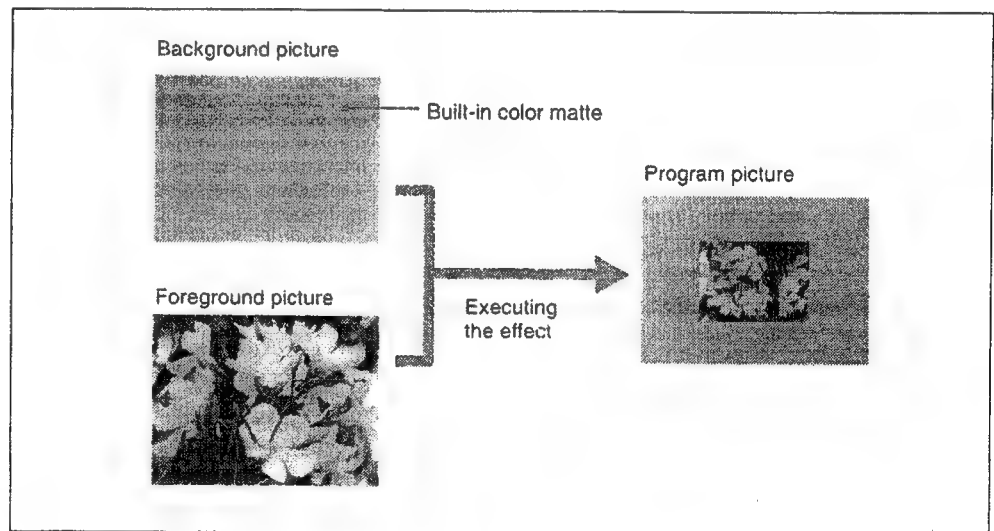 Background picture
Built-in color matte
Program picture
Foreground picture
Executing
the effect